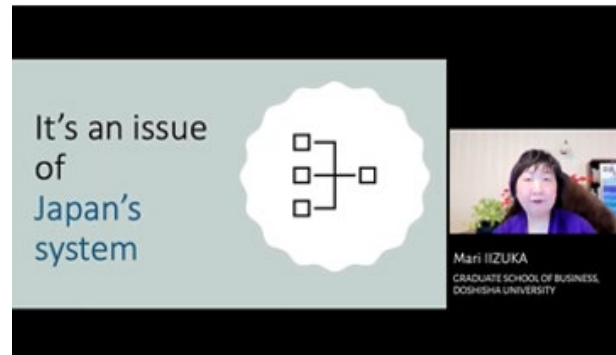 It's an issue
of
Japan's
system
Mari IIZUKA
GRADUATE SCHOOL OF BUSINESS,
DOSHISHA UNIVERSITY